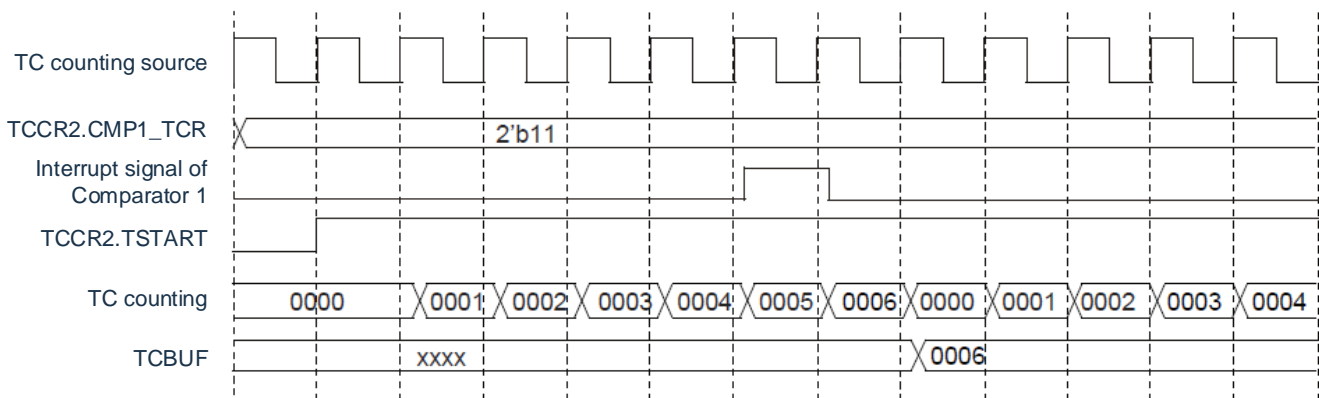 TC counting source
TCCR2.CMP1_TCR 2'b11
Interrupt signal of
Comparator 1
TCCR2.TSTART
TC counting 0000 0001 0002 0003 0004 0005 0006 0000 0001 0002 0003 0004
TCBUF xxxx 0006